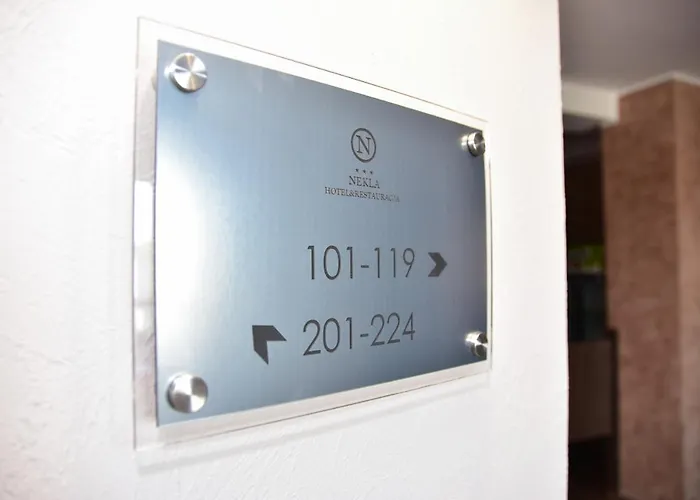 N
NEKLA
HOTEL&RESTAURACJA
101-119
201-224